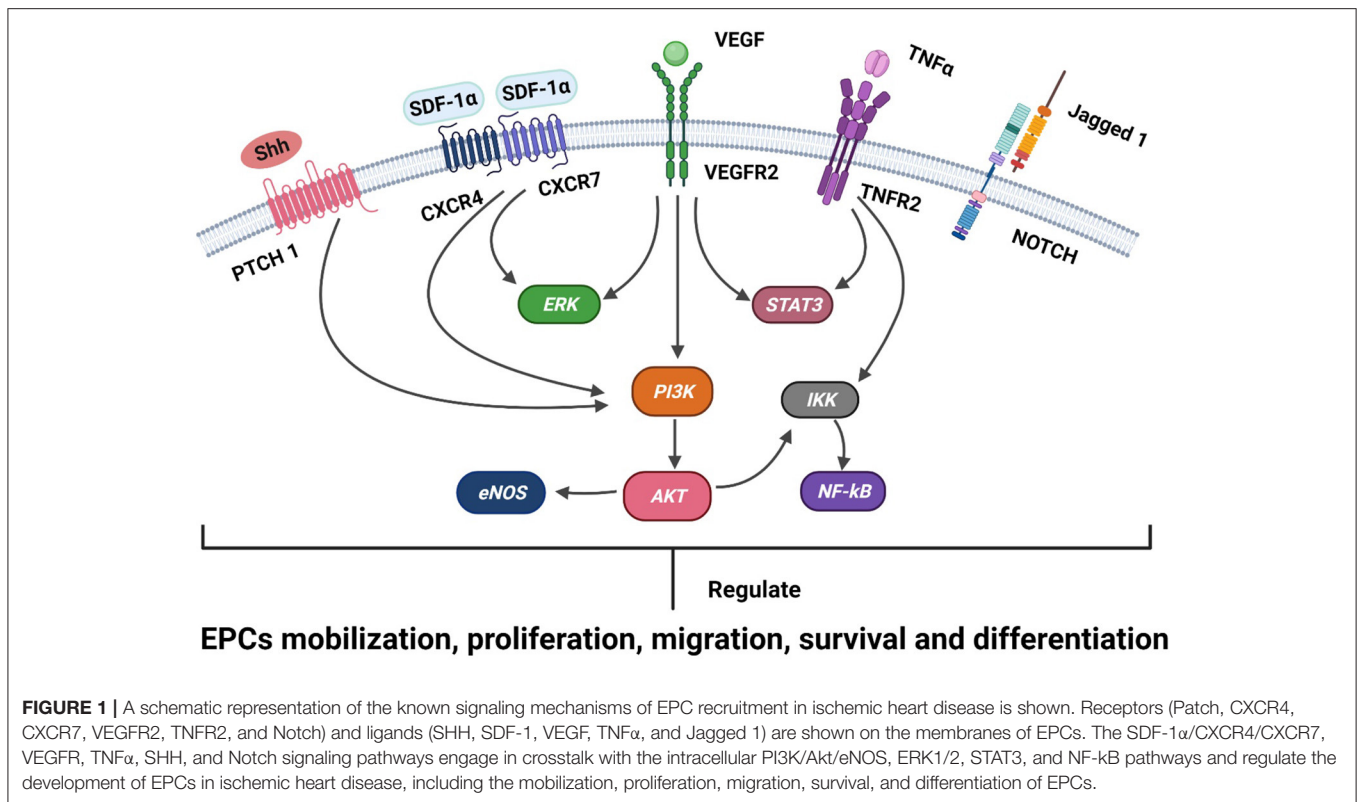 VEGF
TNFα
SDF-1α
SDF-1α
Jagged 1
Shh
VEGFR2
CXCR7
TNFR2
CXCR4
NOTCH
PTCH 1
ERK
STAT3
PI3K
IKK
eNOS
AKT
NF-kB
Regulate
EPCs mobilization, proliferation, migration, survival and differentiation
FIGURE 1 | A schematic representation of the known signaling mechanisms of EPC recruitment in ischemic heart disease is shown. Receptors (Patch, CXCR4,
CXCR7, VEGFR2, TNFR2, and Notch) and ligands (SHH, SDF-1, VEGF, TNFα, and Jagged 1) are shown on the membranes of EPCs. The SDF-1α/CXCR4/CXCR7,
VEGFR, TNFα, SHH, and Notch signaling pathways engage in crosstalk with the intracellular PI3K/Akt/eNOS, ERK1/2, STAT3, and NF-kB pathways and regulate the
development of EPCs in ischemic heart disease, including the mobilization, proliferation, migration, survival, and differentiation of EPCs.